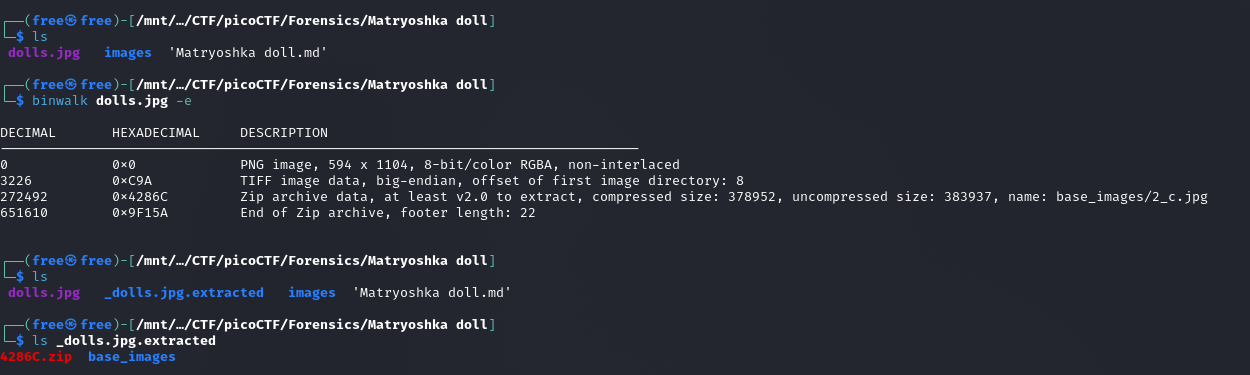 ┌──(free㉿free)-[/mnt/…/CTF/picoCTF/Forensics/Matryoshka doll]
└─$ ls
dolls.jpg   images  'Matryoshka doll.md'
┌──(free㉿free)-[/mnt/…/CTF/picoCTF/Forensics/Matryoshka doll]
└─$ binwalk dolls.jpg -e
DECIMAL       HEXADECIMAL     DESCRIPTION
--------------------------------------------------------------------------------
0             0×0             PNG image, 594 x 1104, 8-bit/color RGBA, non-interlaced
3226          0×C9A           TIFF image data, big-endian, offset of first image directory: 8
272492        0×4286C         Zip archive data, at least v2.0 to extract, compressed size: 378952, uncompressed size: 383937, name: base_images/2_c.jpg
651610        0×9F15A         End of Zip archive, footer length: 22
┌──(free㉿free)-[/mnt/…/CTF/picoCTF/Forensics/Matryoshka doll]
└─$ ls
dolls.jpg   _dolls.jpg.extracted   images  'Matryoshka doll.md'
┌──(free㉿free)-[/mnt/…/CTF/picoCTF/Forensics/Matryoshka doll]
└─$ ls _dolls.jpg.extracted
4286C.zip  base_images